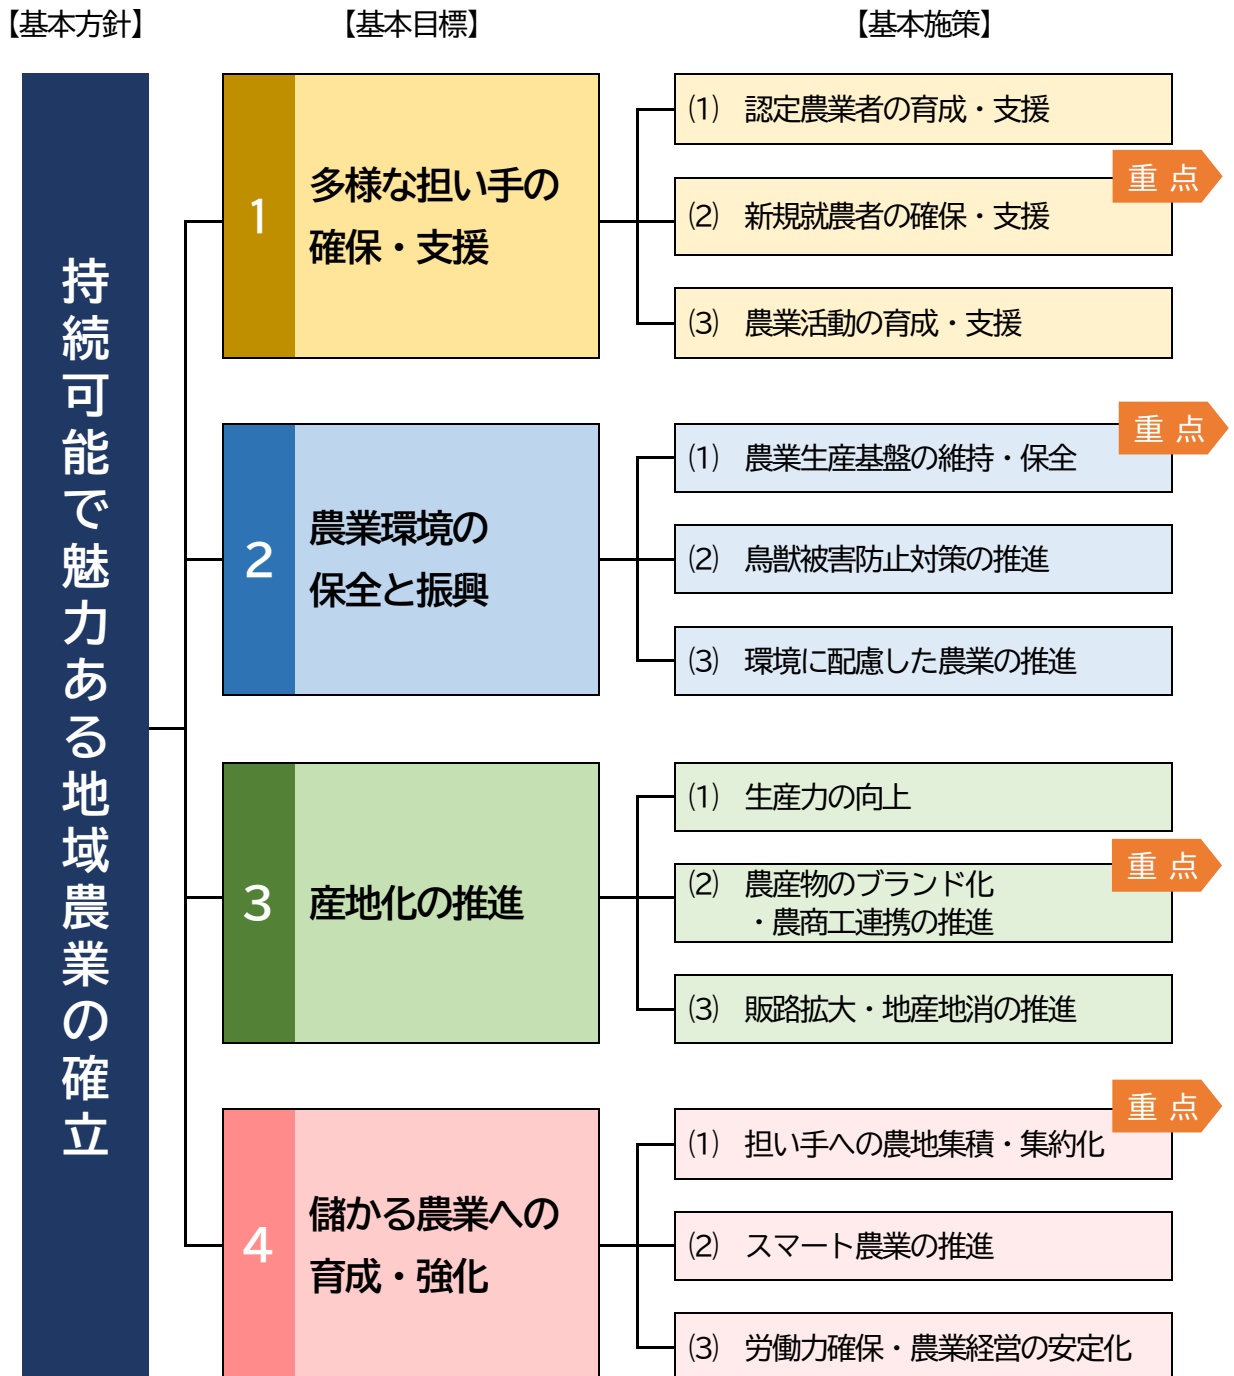 【基本方針】
【基本目標】
【基本施策】
持続可能で魅力ある地域農業の確立
1
多様な担い手の
確保・支援
⑴ 認定農業者の育成・支援
重 点
⑵ 新規就農者の確保・支援
⑶ 農業活動の育成・支援
2
農業環境の
保全と振興
重 点
⑴ 農業生産基盤の維持・保全
⑵ 鳥獣被害防止対策の推進
⑶ 環境に配慮した農業の推進
3
産地化の推進
⑴ 生産力の向上
重 点
⑵ 農産物のブランド化
・農商工連携の推進
⑶ 販路拡大・地産地消の推進
4
儲かる農業への
育成・強化
重 点
⑴ 担い手への農地集積・集約化
⑵ スマート農業の推進
⑶ 労働力確保・農業経営の安定化